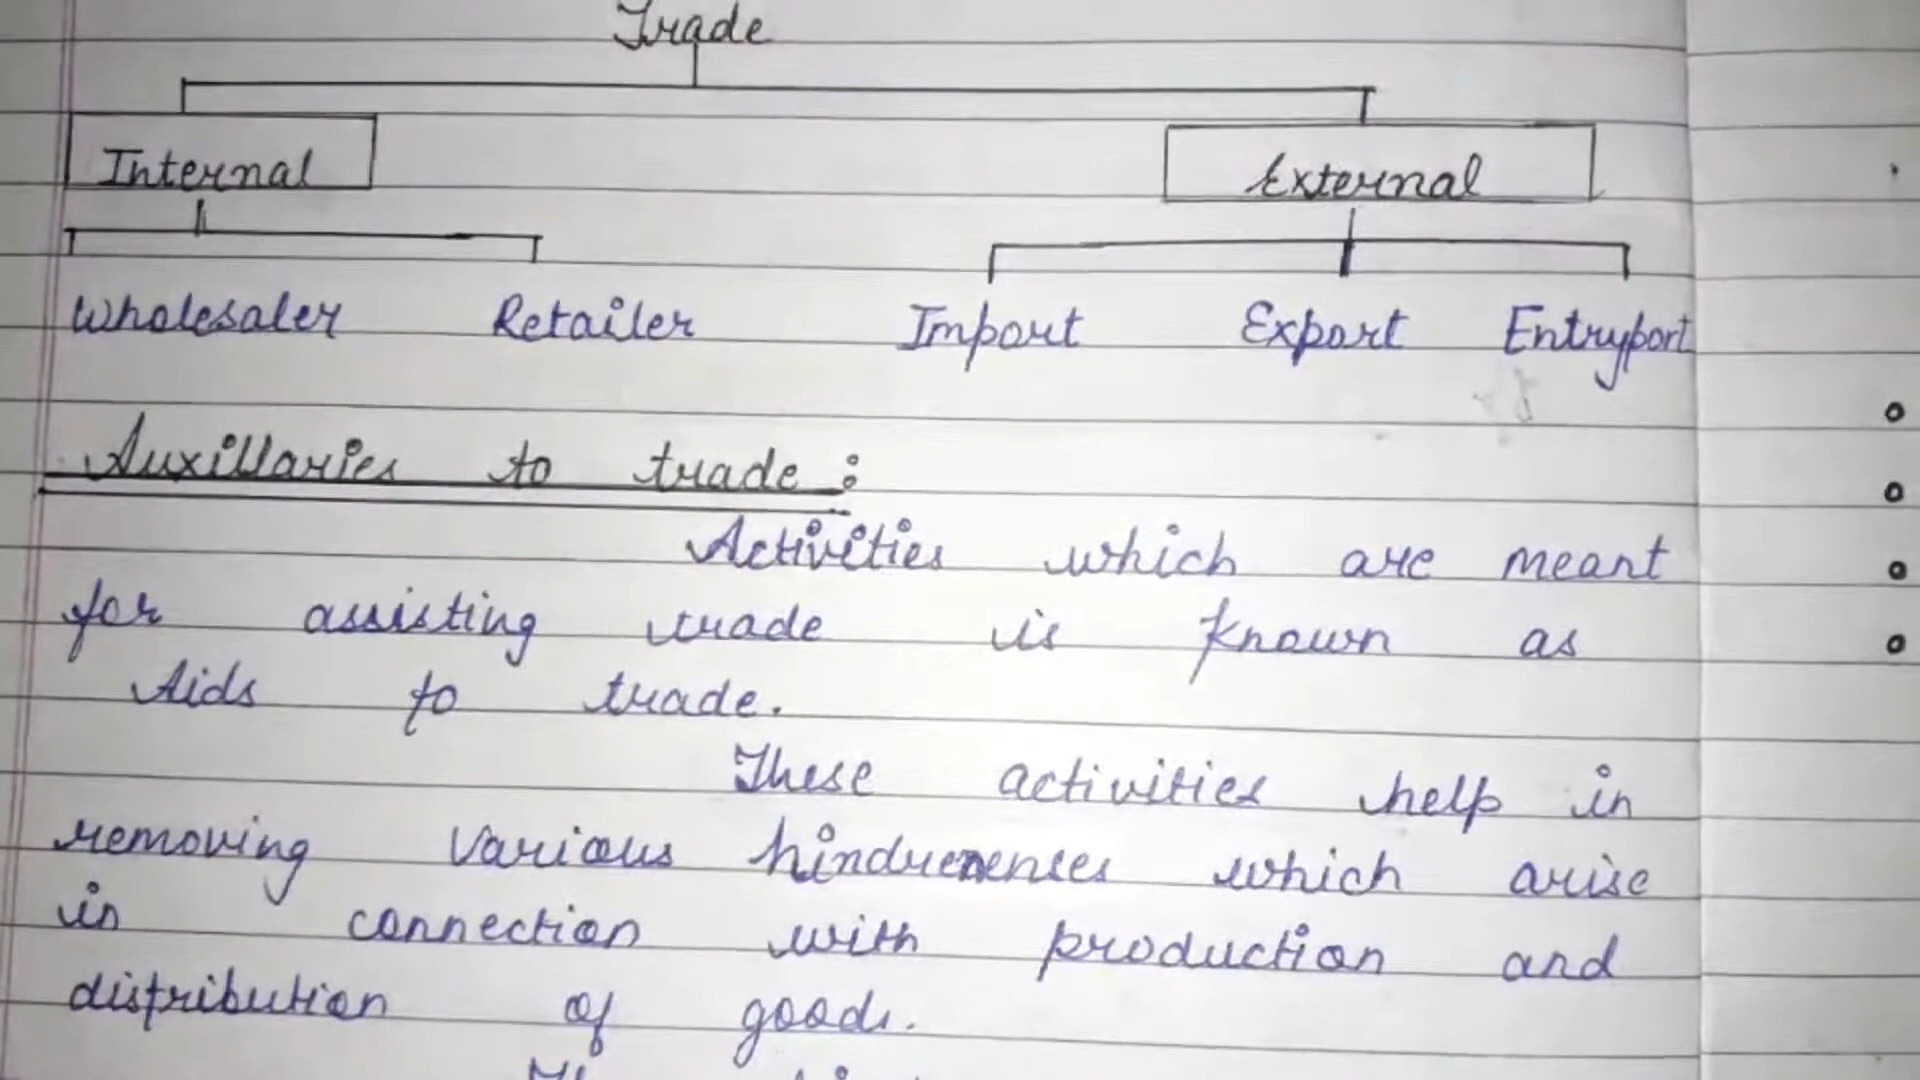 Trade
Internal External
Wholesaler Retailer Import Export Entryport
Auxillaries to trade :
Activities which are meant
for assisting trade is known as
Aids to trade.
These activities help in
removing various hindrenenses which arise
in connection with production and
distribution of goods.